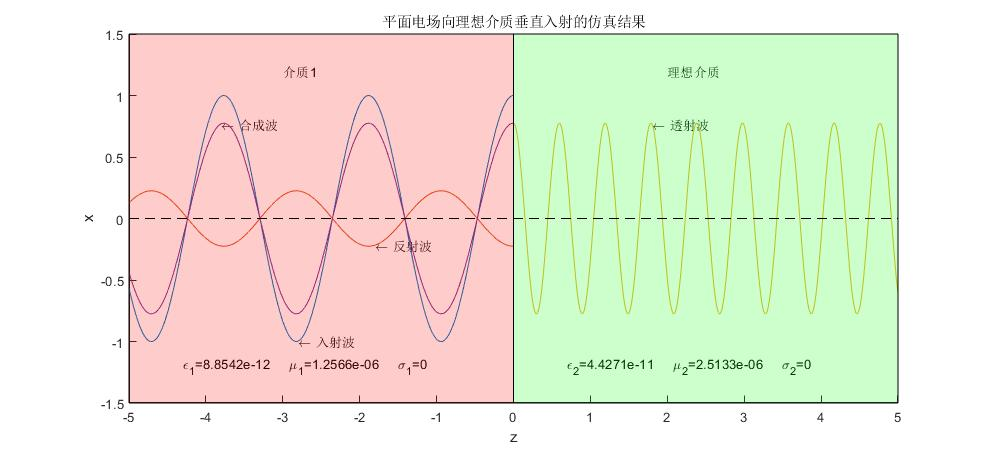 平面电场向理想介质垂直入射的仿真结果
1.5
介质1
理想介质
1
← 合成波
← 透射波
0.5
x
0
← 反射波
-0.5
-1
← 入射波
ϵ1=8.8542e-12 μ1=1.2566e-06 σ1=0
ϵ2=4.4271e-11 μ2=2.5133e-06 σ2=0
-1.5
-5 -4 -3 -2 -1 0 1 2 3 4 5
z